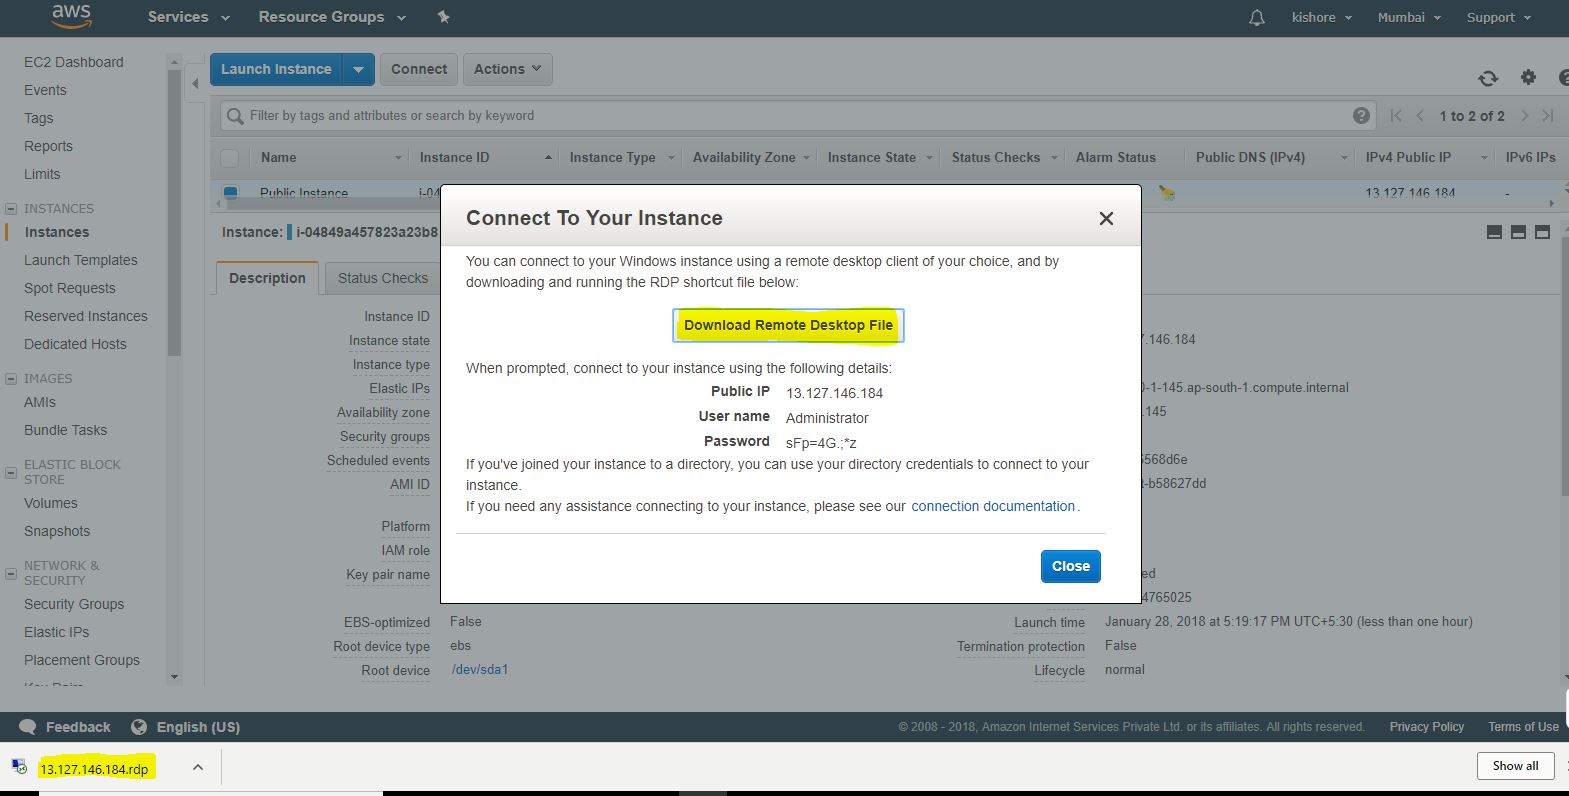 aws
Services
Resource Groups
kishore
Mumbai
Support
EC2 Dashboard
Events
Tags
Reports
Limits
INSTANCES
Instances
Launch Templates
Spot Requests
Reserved Instances
Dedicated Hosts
IMAGES
AMIs
Bundle Tasks
ELASTIC BLOCK
STORE
Volumes
Snapshots
NETWORK &
SECURITY
Security Groups
Elastic IPs
Placement Groups
Launch Instance
Connect
Actions
Filter by tags and attributes or search by keyword
1 to 2 of 2
Name
Instance ID
Instance Type
Availability Zone
Instance State
Status Checks
Alarm Status
Public DNS (IPv4)
IPv4 Public IP
IPv6 IPs
Public Instance
i-04
13.127.146.184
-
Instance: i-04849a457823a23b8
Description
Status Checks
Instance ID
Instance state
Instance type
Elastic IPs
Availability zone
Security groups
Scheduled events
AMI ID
Platform
IAM role
Key pair name
EBS-optimized False
Root device type ebs
Root device /dev/sda1
Connect To Your Instance
You can connect to your Windows instance using a remote desktop client of your choice, and by
downloading and running the RDP shortcut file below:
Download Remote Desktop File
When prompted, connect to your instance using the following details:
Public IP 13.127.146.184
User name Administrator
Password sFp=4G.;*z
If you've joined your instance to a directory, you can use your directory credentials to connect to your
instance.
If you need any assistance connecting to your instance, please see our connection documentation.
Close
.146.184
-1-145.ap-south-1.compute.internal
.145
568d6e
-b58627dd
ed
4765025
Launch time January 28, 2018 at 5:19:17 PM UTC+5:30 (less than one hour)
Termination protection False
Lifecycle normal
Feedback
English (US)
© 2008 - 2018, Amazon Internet Services Private Ltd. or its affiliates. All rights reserved.
Privacy Policy
Terms of Use
13.127.146.184.rdp
Show all